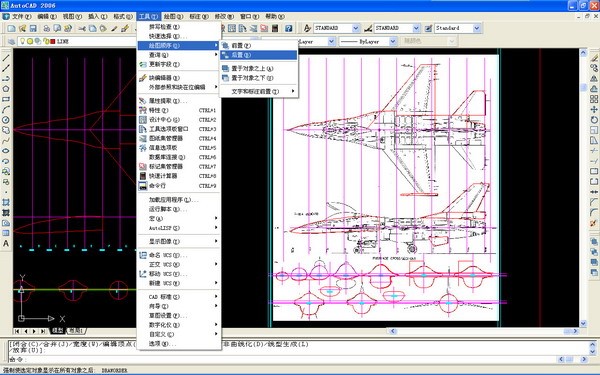 AutoCAD 2006
文件(F) 编辑(E) 视图(V) 插入(I) 格式(O) 工具(T) 绘图(D) 标注(N) 修改(M) 窗口(W) 帮助(H)
STANDARD STANDARD Standard
LINE ByLayer ByLayer 随颜色
拼写检查(E)
快速选择...
绘图顺序(O)
前置(F)
后置(B)
置于对象之上(A)
置于对象之下(U)
文字和标注前置(T)
查询(Q)
更新字段(F)
块编辑器(B)
外部参照和块在位编辑
属性提取(X)...
特性(P) CTRL+1
设计中心(G) CTRL+2
工具选项板窗口 CTRL+3
图纸集管理器 CTRL+4
信息选项板 CTRL+5
数据库连接(D) CTRL+6
标记集管理器 CTRL+7
快速计算器 CTRL+8
命令行 CTRL+9
加载应用程序(L)...
运行脚本(R)...
宏(A)
AutoLISP(I)
显示图像(Y)
命名 UCS(U)...
正交 UCS(H)
移动 UCS(V)
新建 UCS(W)
CAD 标准(S)
向导(Z)
草图设置(F)...
数字化仪(B)
自定义(C)
选项(N)...
Y
X
模型 布局1
[闭合(C)/合并(J)/宽度(W)/编辑顶点(
非曲线化(D)/线型生成(L)
/放弃(U)]:
命令:
强制使选定对象显示在所有对象之后: DRAWORDER